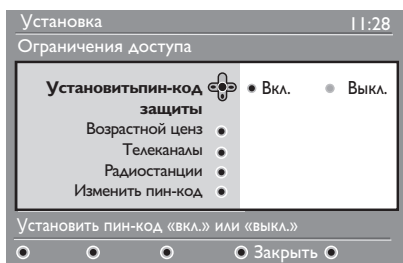 Установка 11:28
Ограничения доступа
Установитьпин-код • Вкл. • Выкл.
защиты
Возрастной ценз •
Телеканалы •
Радиостанции •
Изменить пин-код •
Установить пин-код «вкл.» или «выкл.»
Закрыть